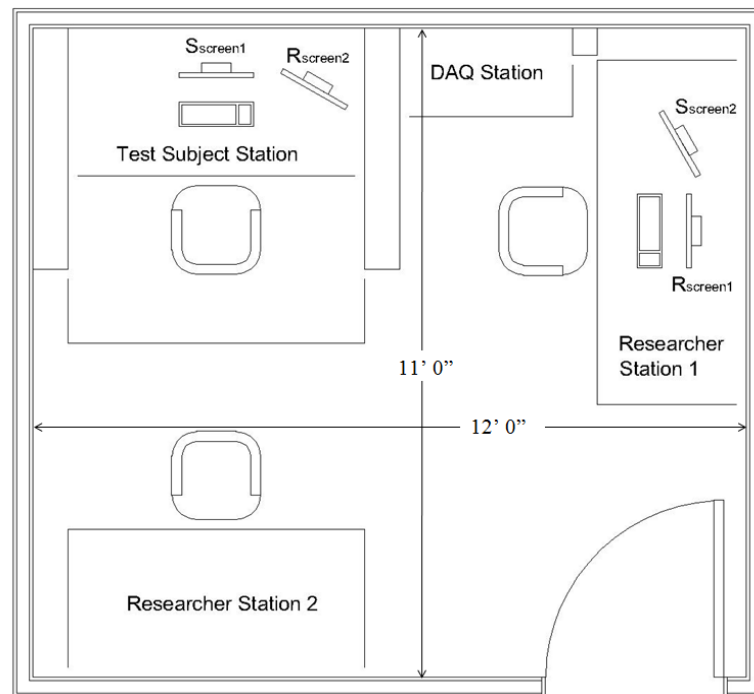 Sscreen1
Rscreen2
DAQ Station
Sscreen2
Test Subject Station
Rscreen1
Researcher
Station 1
11’ 0”
12’ 0”
Researcher Station 2